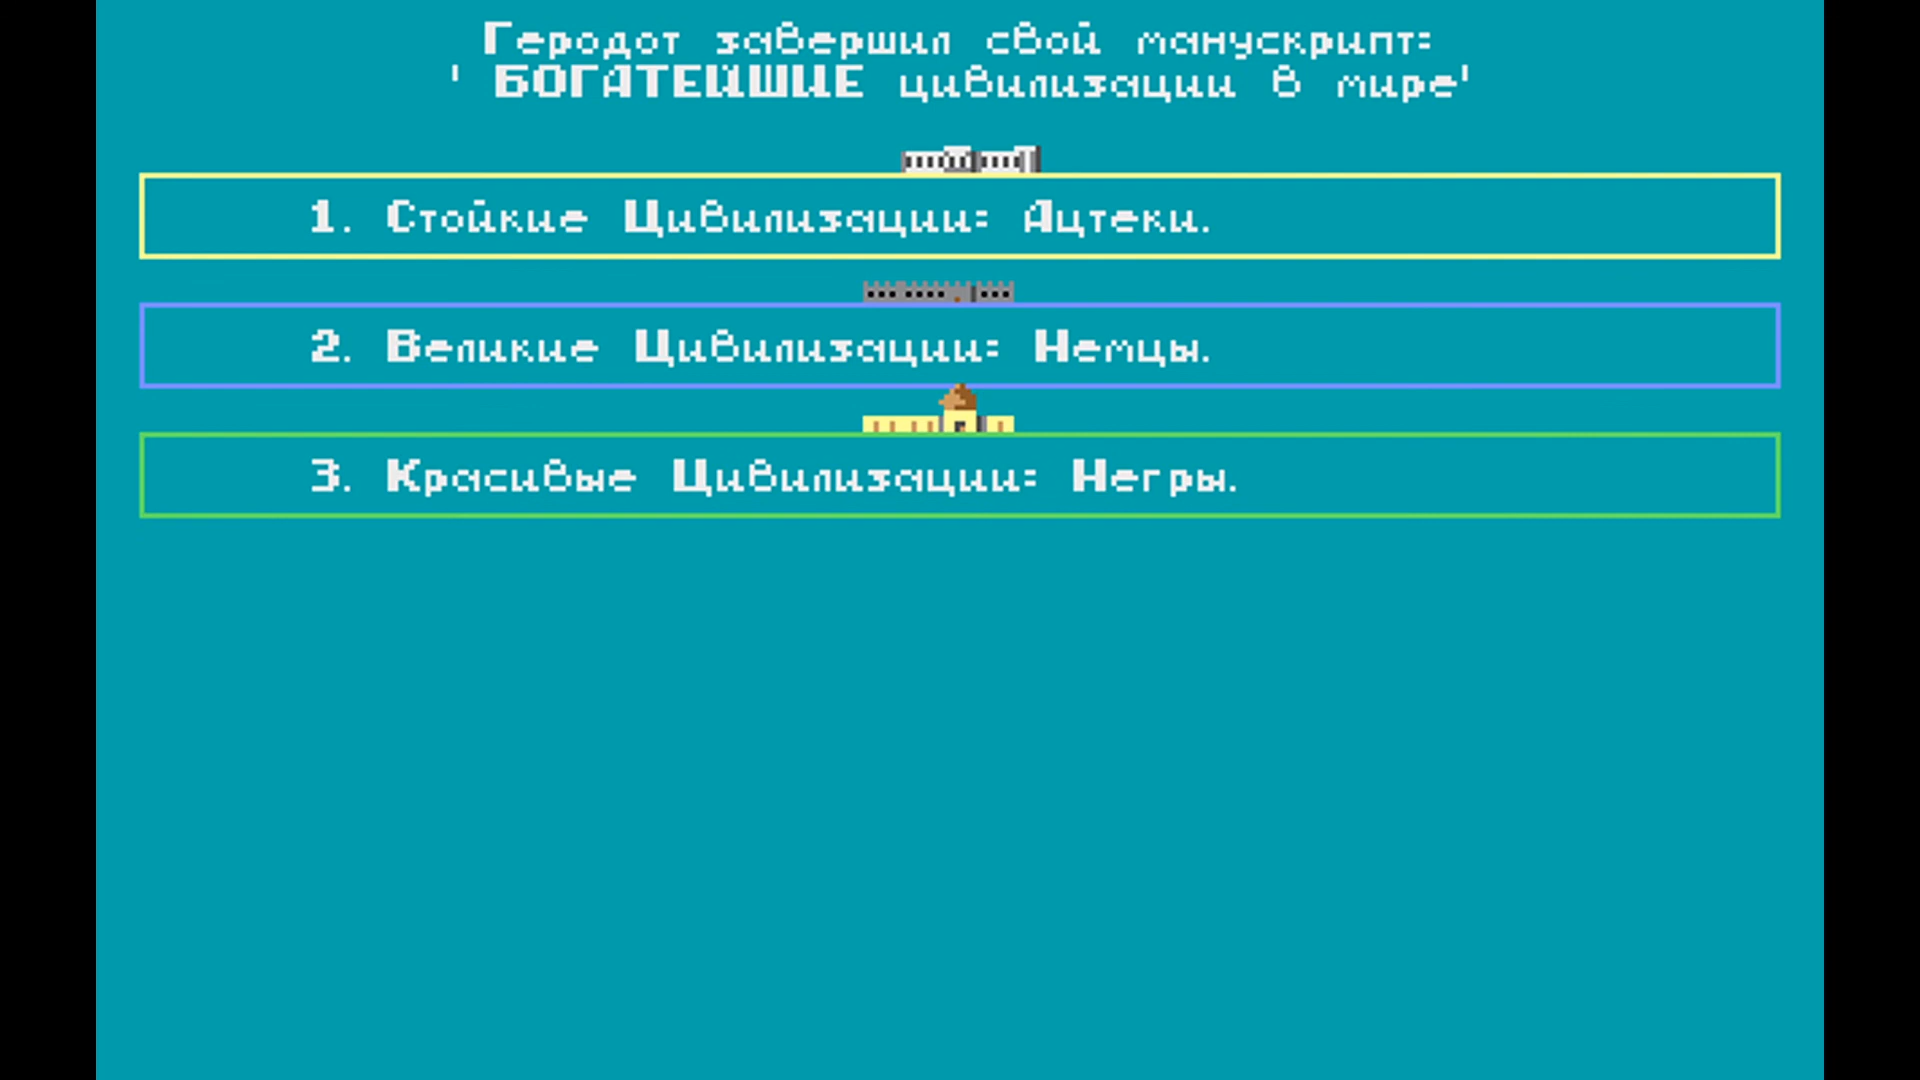 Геродот завершил свой манускрипт:
' БОГАТЕЙШИЕ цивилизации в мире'
1. Стойкие Цивилизации: Ацтеки.
2. Великие Цивилизации: Немцы.
3. Красивые Цивилизации: Негры.